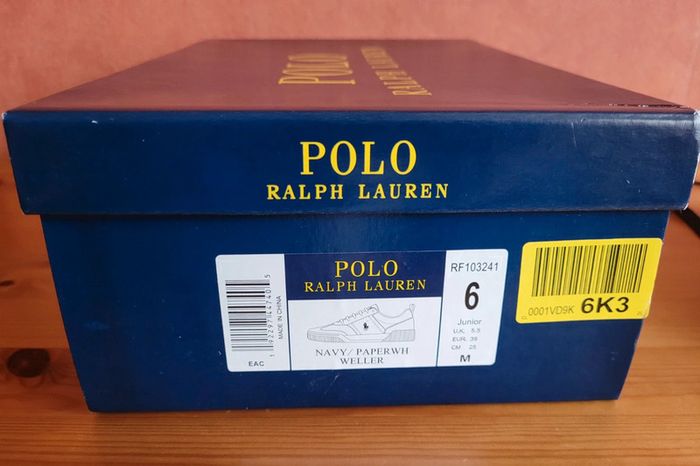 POLO
RALPH LAUREN
POLO
RALPH LAUREN
MADE IN CHINA
EAC
POLO
RALPH LAUREN
NAVY/ PAPERWH
WELLER
RF103241
6
Junior
U.K. 5.5
EUR. 39
CM 25
M
0001VD9K 6K3